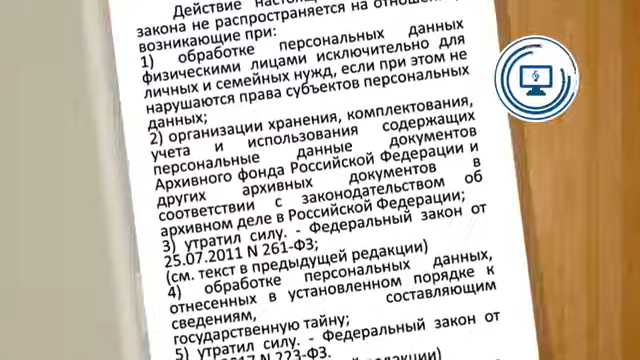 Действие
закона не распространяется на
возникающие при:
1) обработке персональных данных
физическими лицами исключительно для
личных и семейных нужд, если при этом не
нарушаются права субъектов персональных
данных;
2) организации хранения, комплектования,
учета и использования содержащих
персональные данные документов
Архивного фонда Российской Федерации и
других архивных документов в
соответствии с законодательством об
архивном деле в Российской Федерации;
3) утратил силу. - Федеральный закон от
25.07.2011 N 261-ФЗ;
(см. текст в предыдущей редакции)
4) обработке персональных данных,
отнесенных в установленном порядке к
сведениям, составляющим
государственную тайну;
5) утратил силу. - Федеральный закон от
N 223-ФЗ.